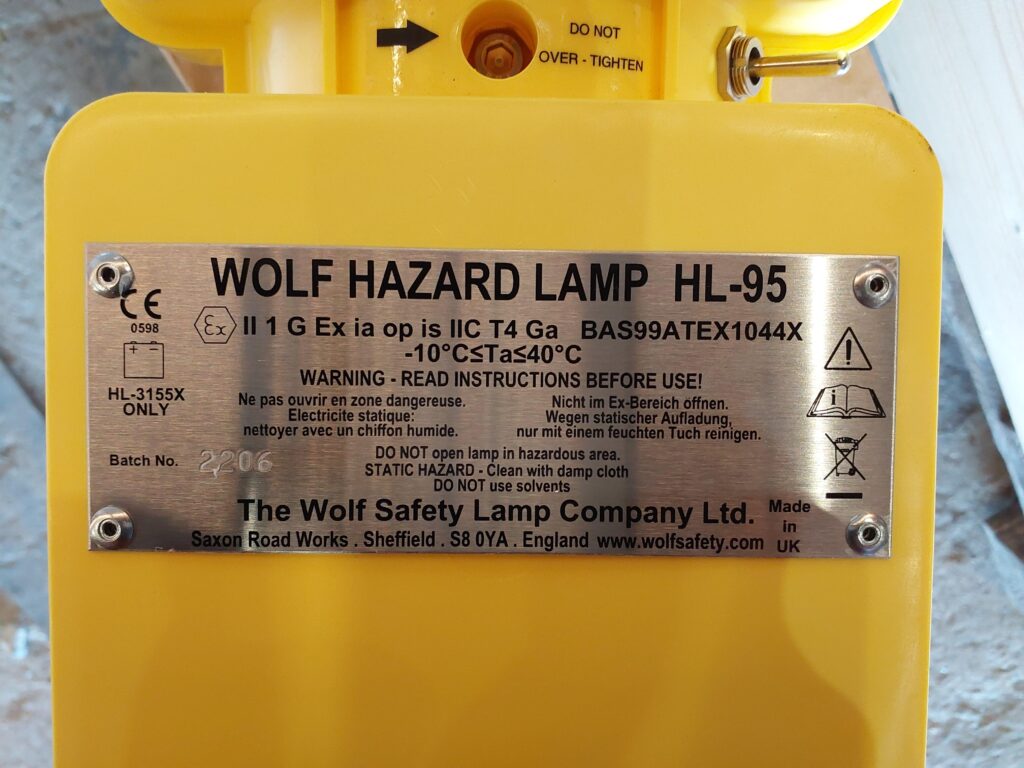 DO NOT
OVER - TIGHTEN
WOLF HAZARD LAMP HL-95
CE
0598
Ex II 1 G Ex ia op is IIC T4 Ga BAS99ATEX1044X
-10°C≤Ta≤40°C
WARNING - READ INSTRUCTIONS BEFORE USE!
+ -
HL-3155X
ONLY
Ne pas ouvrir en zone dangereuse.
Electricite statique:
nettoyer avec un chiffon humide.
Nicht im Ex-Bereich öffnen.
Wegen statischer Aufladung,
nur mit einem feuchten Tuch reinigen.
i
Batch No. 2206
DO NOT open lamp in hazardous area.
STATIC HAZARD - Clean with damp cloth
DO NOT use solvents
The Wolf Safety Lamp Company Ltd.
Saxon Road Works . Sheffield . S8 0YA . England www.wolfsafety.com
Made
in
UK